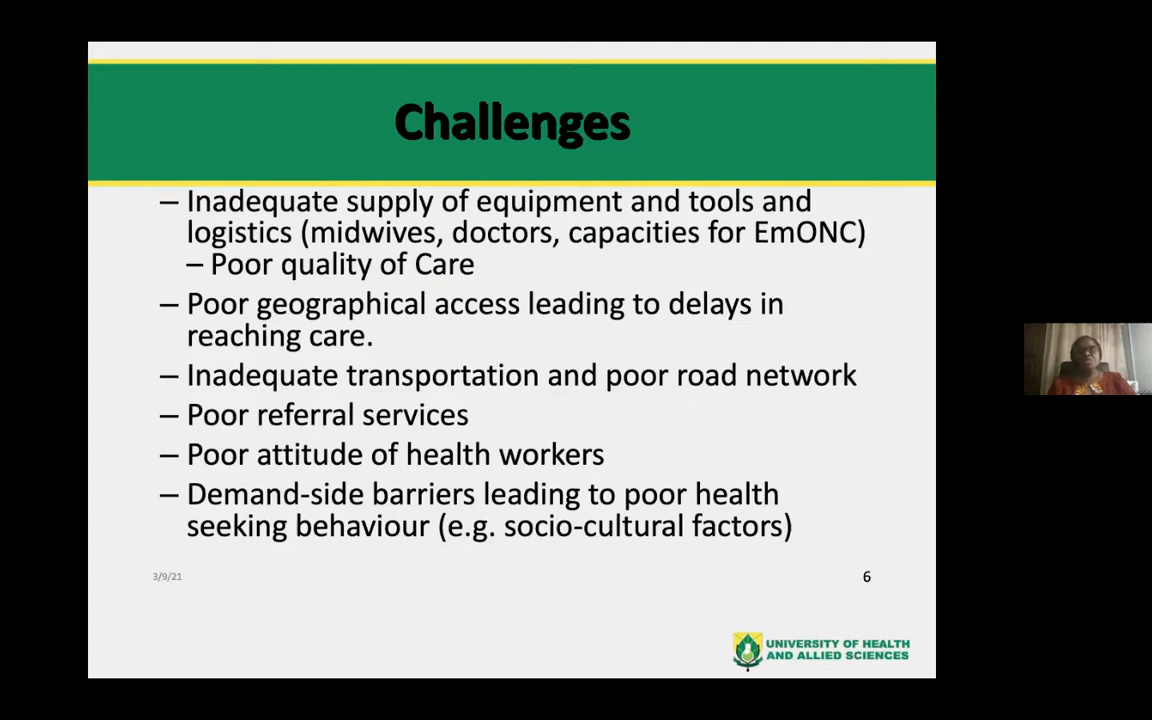 Challenges
– Inadequate supply of equipment and tools and
logistics (midwives, doctors, capacities for EmONC)
– Poor quality of Care
– Poor geographical access leading to delays in
reaching care.
– Inadequate transportation and poor road network
– Poor referral services
– Poor attitude of health workers
– Demand-side barriers leading to poor health
seeking behaviour (e.g. socio-cultural factors)
3/9/21
6
UNIVERSITY OF HEALTH
AND ALLIED SCIENCES